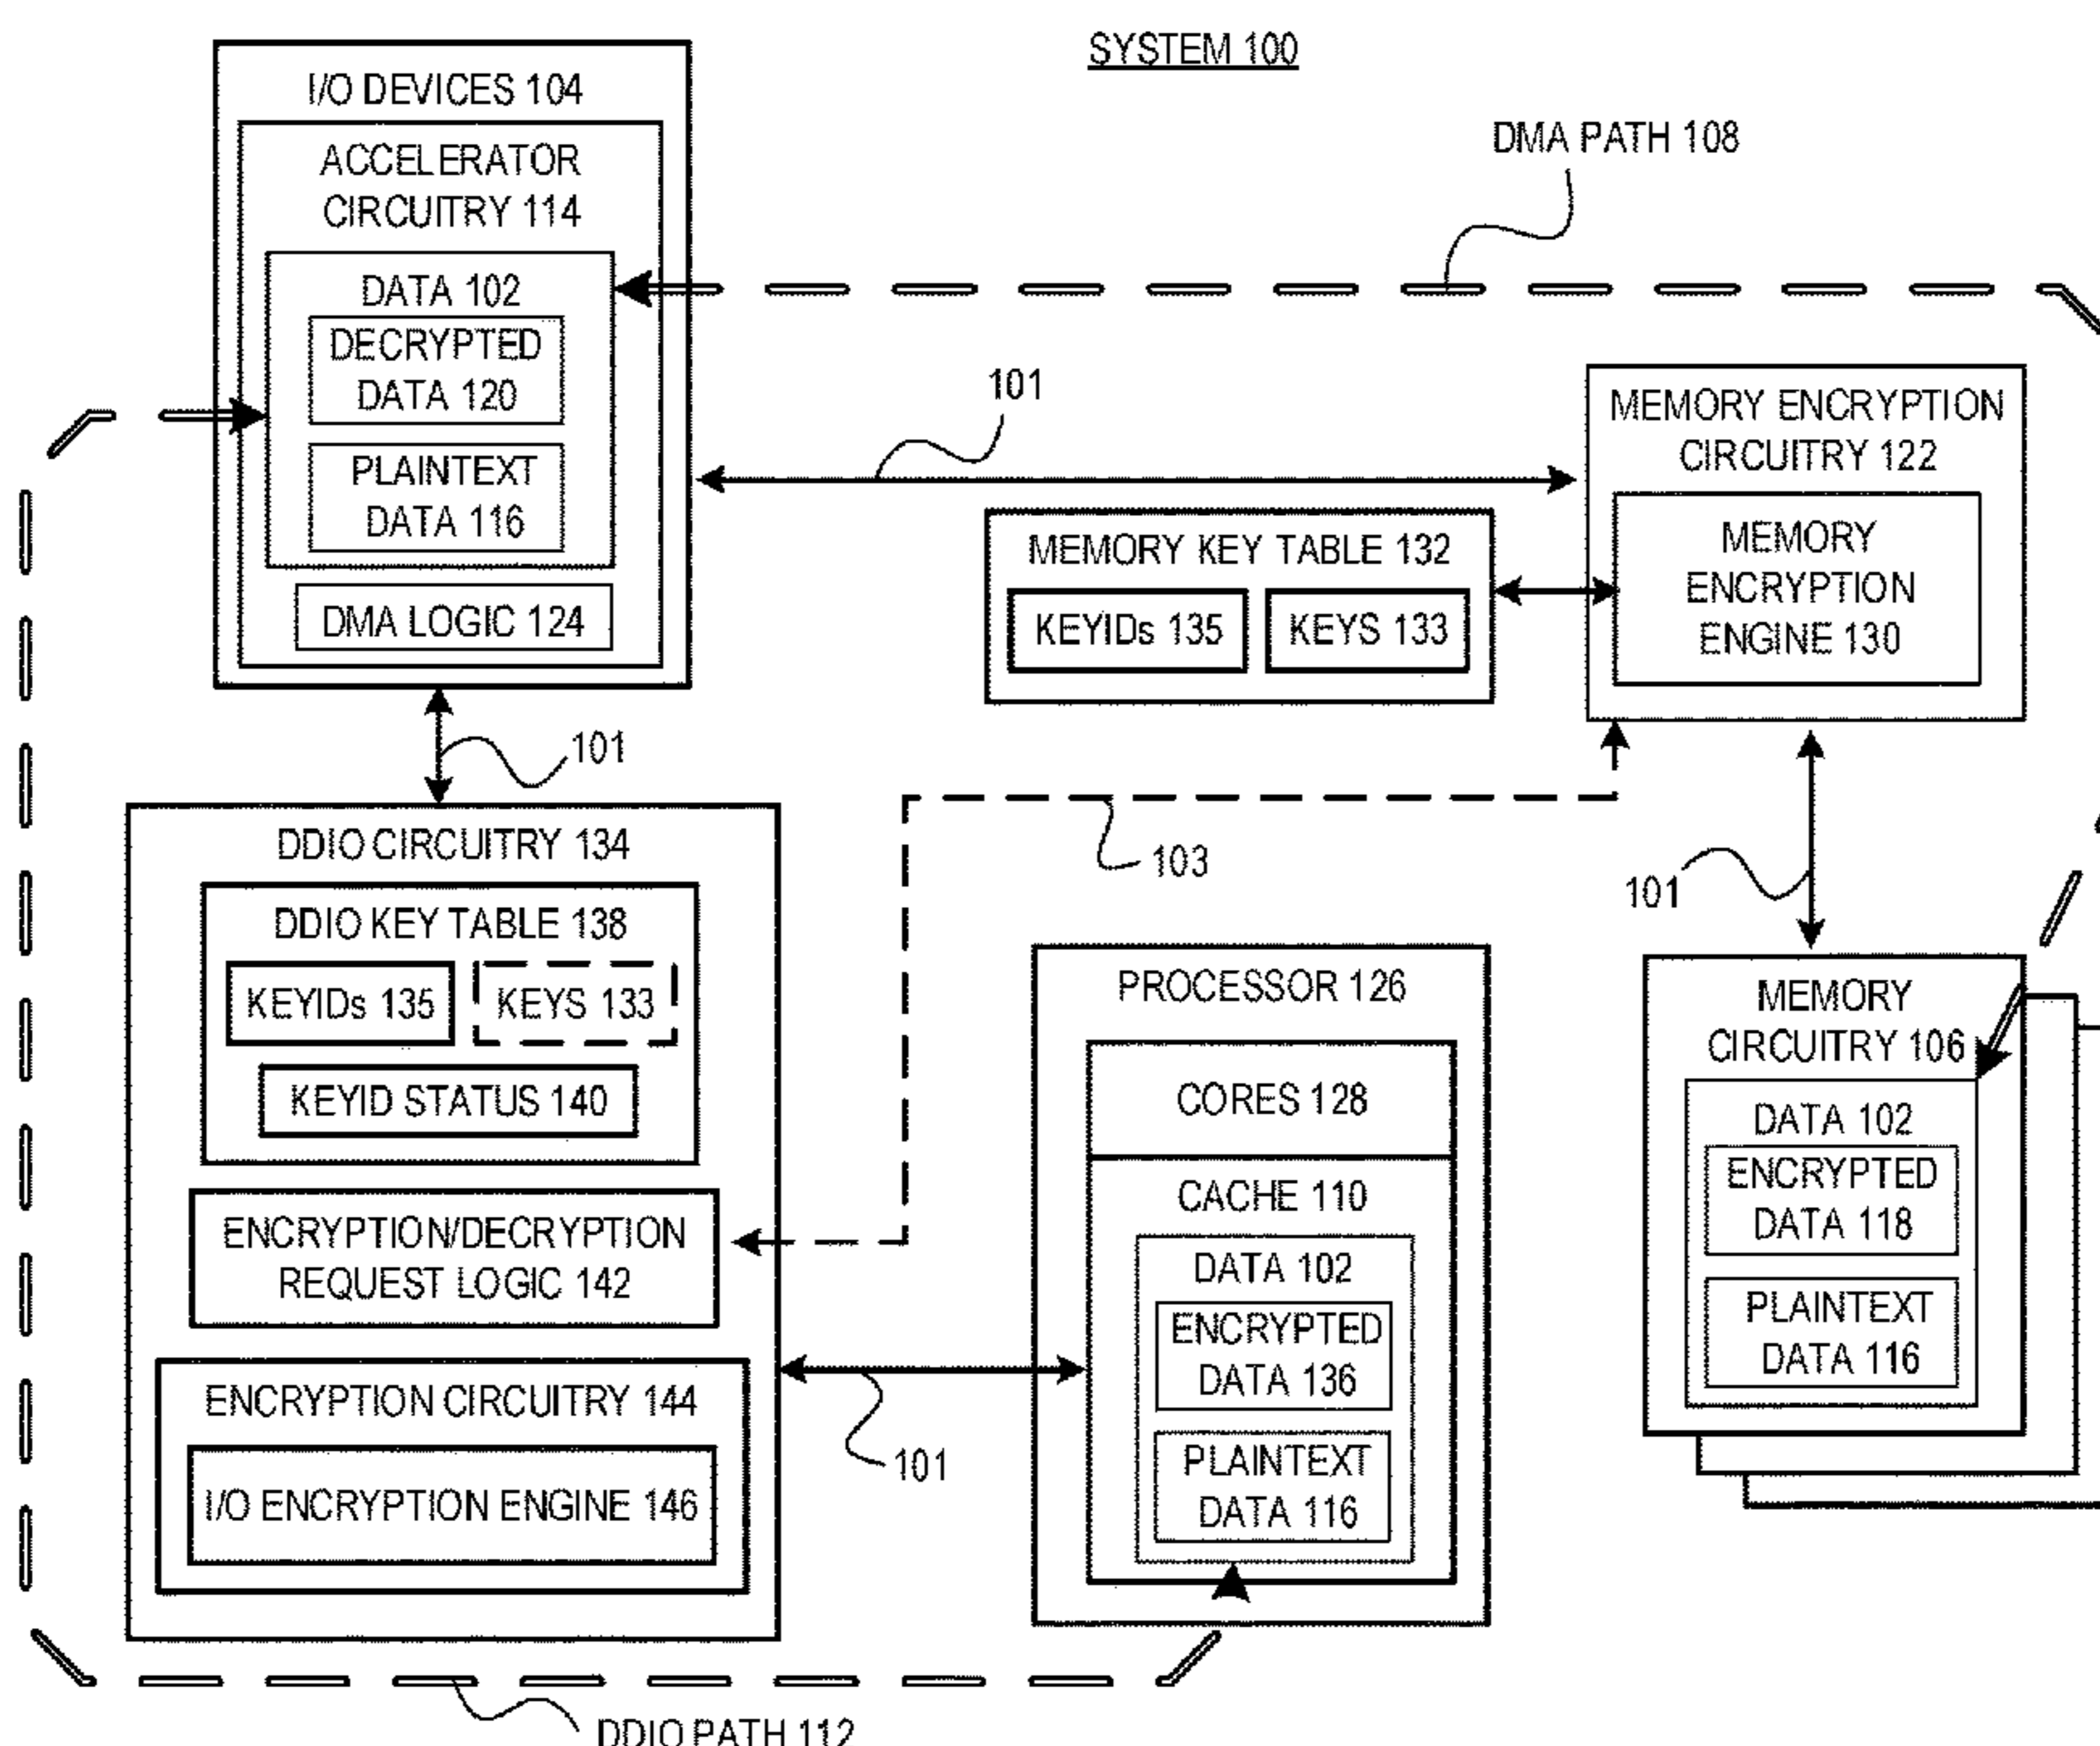 SYSTEM 100
I/O DEVICES 104
ACCELERATOR
CIRCUITRY 114
DATA 102
DECRYPTED
DATA 120
PLAINTEXT
DATA 116
DMA LOGIC 124
DMA PATH 108
101
MEMORY ENCRYPTION
CIRCUITRY 122
MEMORY
ENCRYPTION
ENGINE 130
MEMORY KEY TABLE 132
KEYIDs 135
KEYS 133
101
103
101
DDIO CIRCUITRY 134
DDIO KEY TABLE 138
KEYIDs 135
KEYS 133
KEYID STATUS 140
ENCRYPTION/DECRYPTION
REQUEST LOGIC 142
ENCRYPTION CIRCUITRY 144
I/O ENCRYPTION ENGINE 146
101
PROCESSOR 126
CORES 128
CACHE 110
DATA 102
ENCRYPTED
DATA 136
PLAINTEXT
DATA 116
MEMORY
CIRCUITRY 106
DATA 102
ENCRYPTED
DATA 118
PLAINTEXT
DATA 116
DDIO PATH 112